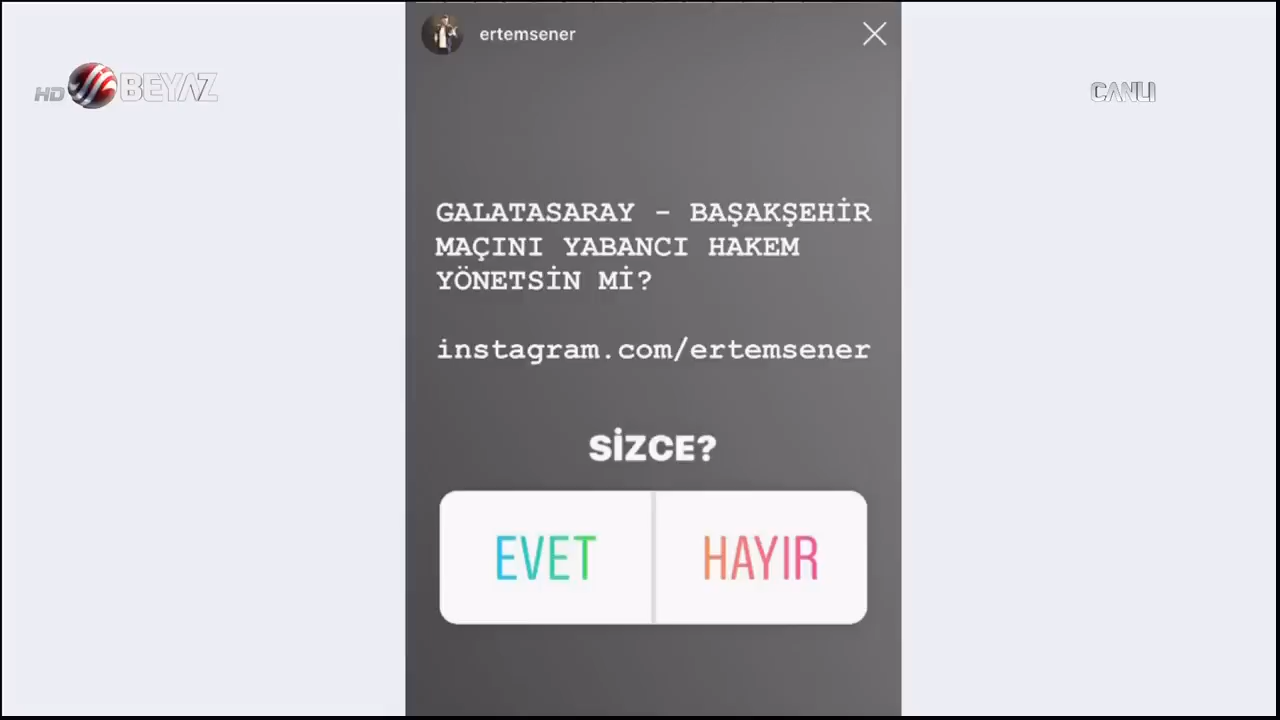 ertemsener
HD BEYAZ
CANLI
GALATASARAY - BAŞAKŞEHİR
MAÇINI YABANCI HAKEM
YÖNETSİN Mİ?
instagram.com/ertemsener
SİZCE?
EVET HAYIR